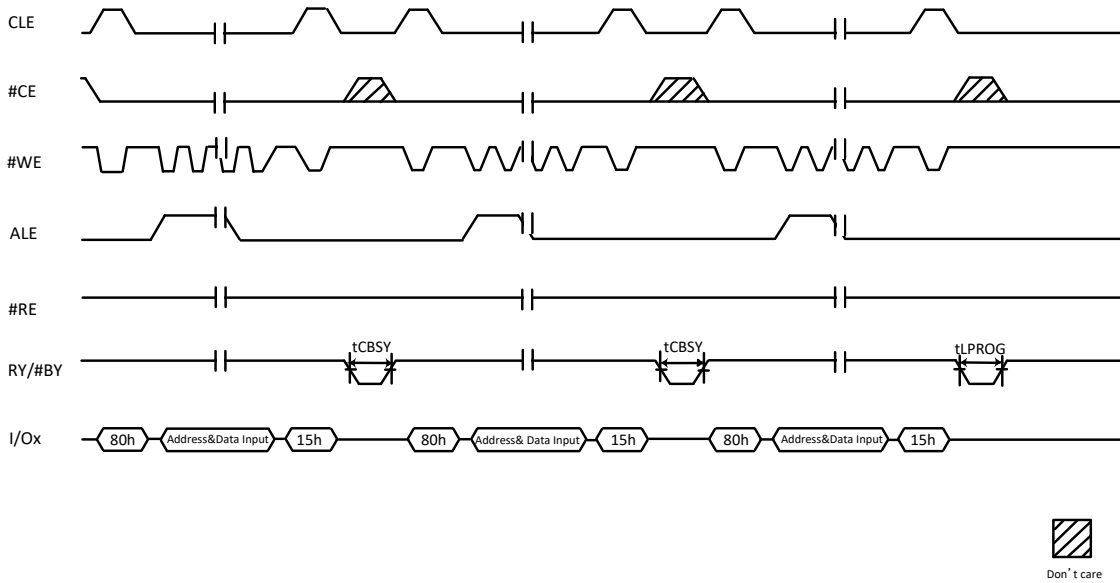 CLE
#CE
#WE
ALE
#RE
RY/#BY
tCBSY
tCBSY
tLPROG
I/Ox
80h
Address&Data Input
15h
80h
Address& Data Input
15h
80h
Address&Data Input
15h
Don't care